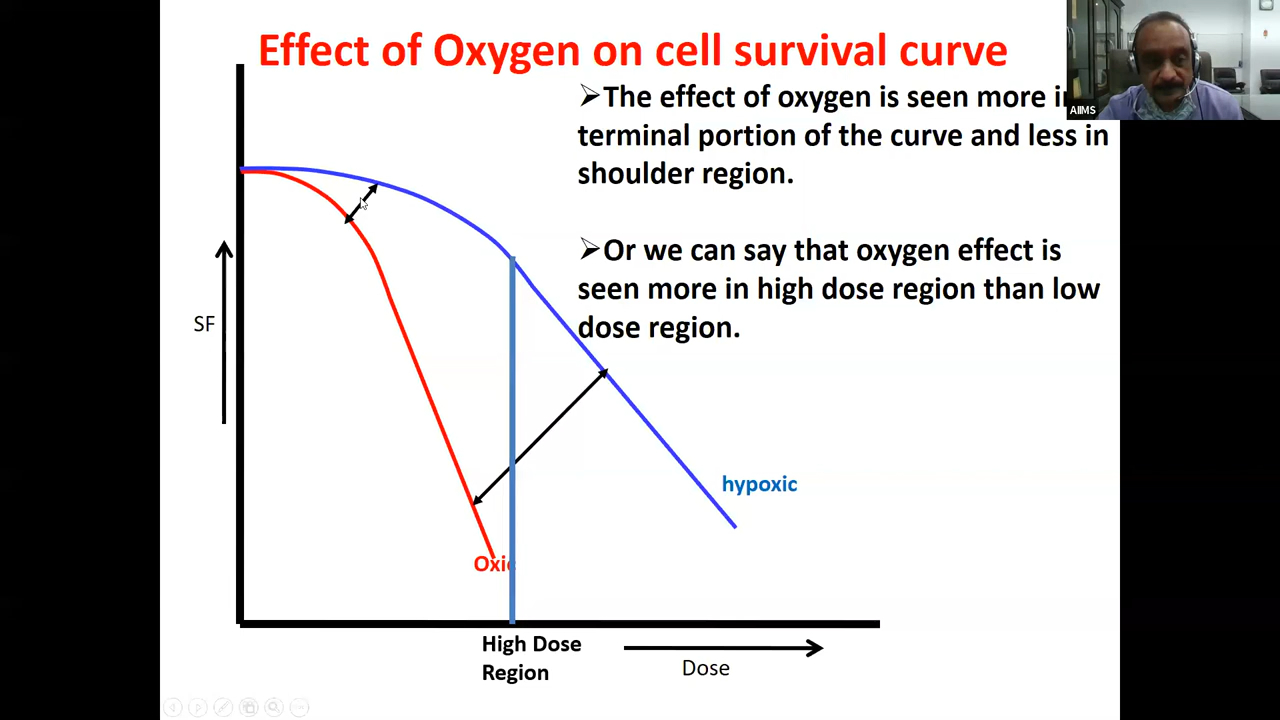 Effect of Oxygen on cell survival curve
➢The effect of oxygen is seen more
terminal portion of the curve and less in
shoulder region.
➢Or we can say that oxygen effect is
seen more in high dose region than low
dose region.
AIIMS
SF
hypoxic
Oxic
High Dose
Region
Dose